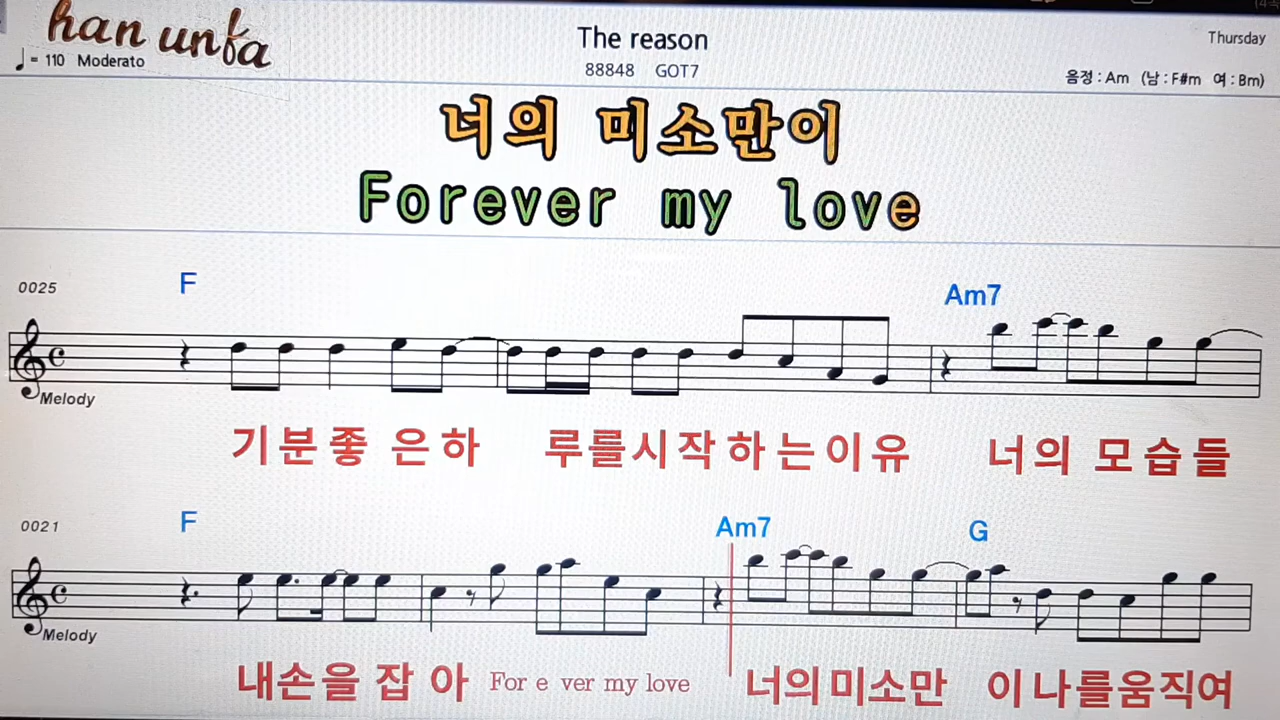 han unfa
The reason
Thursday
♩= 110 Moderato
88848 GOT7
음정 : Am (남 : F#m 여 : Bm)
너의 미소만이
Forever my love
0025
F
Am7
Melody
기분좋은하 루를시작하는이유 너의 모습들
0021
F
Am7
G
Melody
내손을 잡 아 For e ver my love 너의미소만 이나를움직여